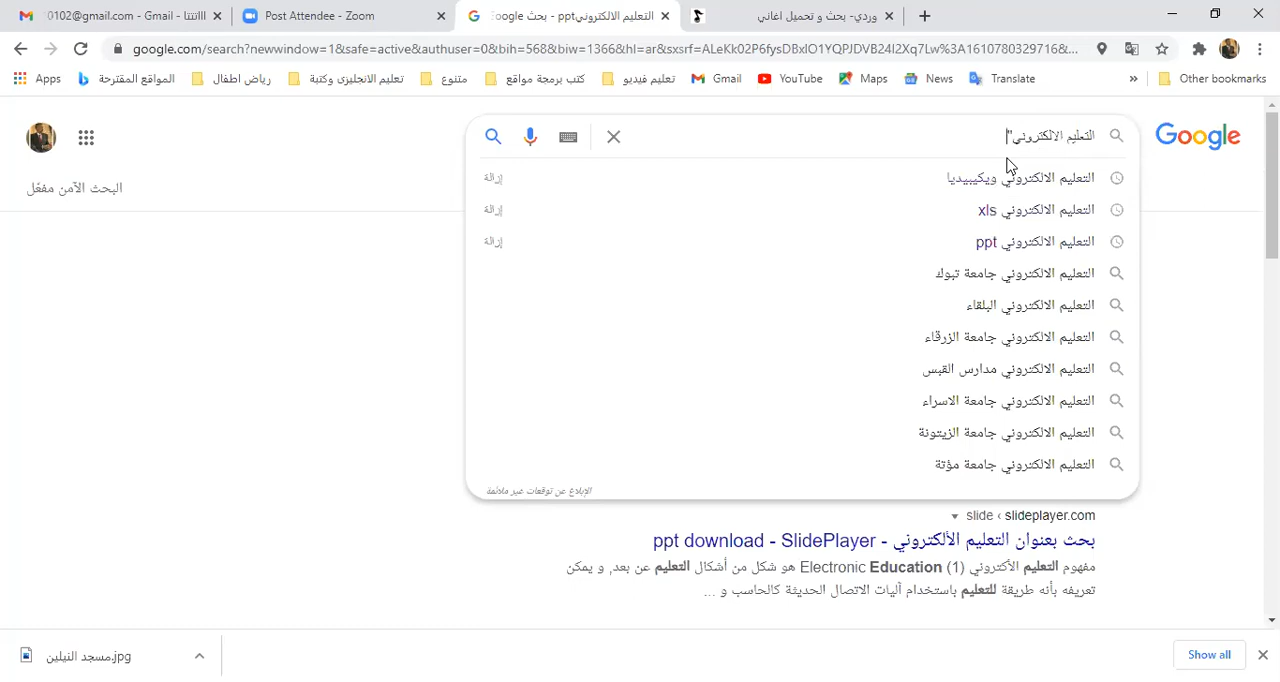 0102@gmail.com - Gmail - اااتتنا
Post Attendee - Zoom
التعليم الالكترونيppt - بحث Google
وردي- بحث و تحميل اغاني
google.com/search?newwindow=1&safe=active&authuser=0&bih=568&biw=1366&hl=ar&sxsrf=ALeKk02P6fysDBxlO1YQPJDVB24l2Xq7Lw%3A16107803297​16&...
Apps
المواقع المقترحة
رياض اطفال
تعليم الانجليزى وكتبة
متنوع
كتب برمجة مواقع
تعليم فيديو
Gmail
YouTube
Maps
News
Translate
»
Other bookmarks
التعليم الالكتروني"
Google
البحث الآمن مفعّل
التعليم الالكتروني ويكيبيديا
إزالة
التعليم الالكتروني xls
إزالة
التعليم الالكتروني ppt
إزالة
التعليم الالكتروني جامعة تبوك
التعليم الالكتروني البلقاء
التعليم الالكتروني جامعة الزرقاء
التعليم الالكتروني مدارس القبس
التعليم الالكتروني جامعة الاسراء
التعليم الالكتروني جامعة الزيتونة
التعليم الالكتروني جامعة مؤتة
الإبلاغ عن توقعات غير ملائمة
slideplayer.com › slide
بحث بعنوان التعليم الألكتروني - ppt download - SlidePlayer
مفهوم التعليم الأكتروني (1) Electronic Education هو شكل من أشكال التعليم عن بعد, و يمكن
تعريفه بأنه طريقة للتعليم باستخدام آليات الاتصال الحديثة كالحاسب و ...
مسجد النيلين.jpg
Show all